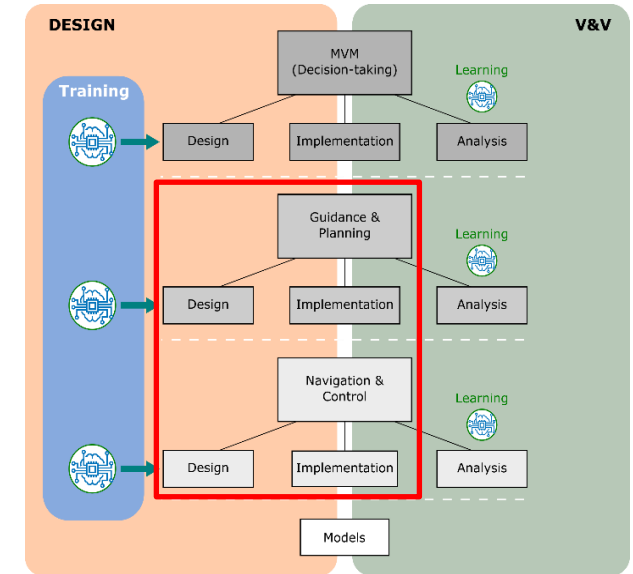 DESIGN
V&V
MVM
(Decision-taking)
Learning
Training
Design
Implementation
Analysis
Guidance &
Planning
Learning
Design
Implementation
Analysis
Navigation &
Control
Learning
Design
Implementation
Analysis
Models